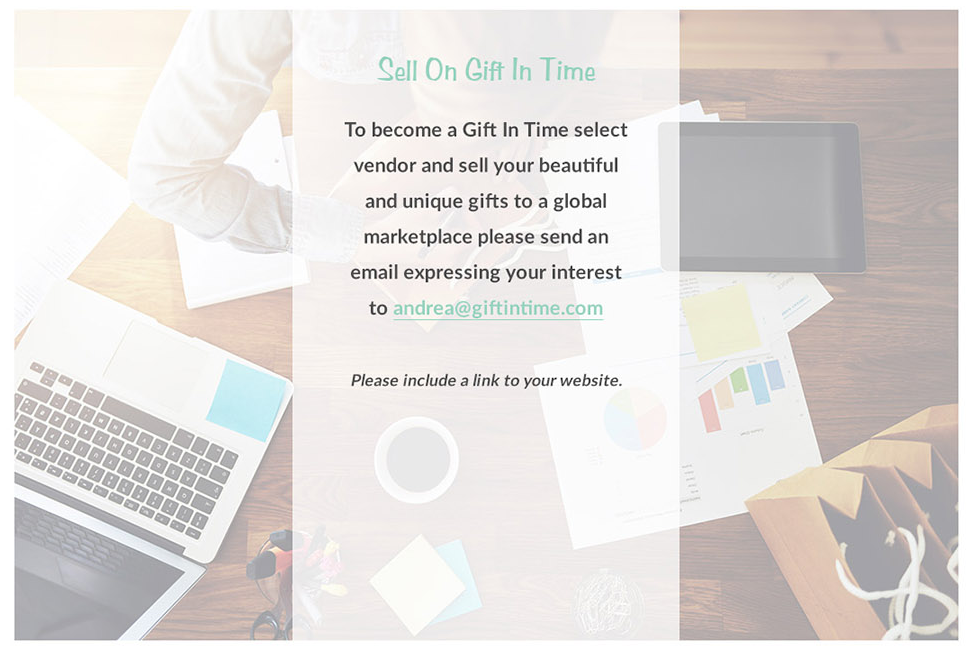 Sell On Gift In Time
To become a Gift In Time select
vendor and sell your beautiful
and unique gifts to a global
marketplace please send an
email expressing your interest
to andrea@giftintime.com
Please include a link to your website.